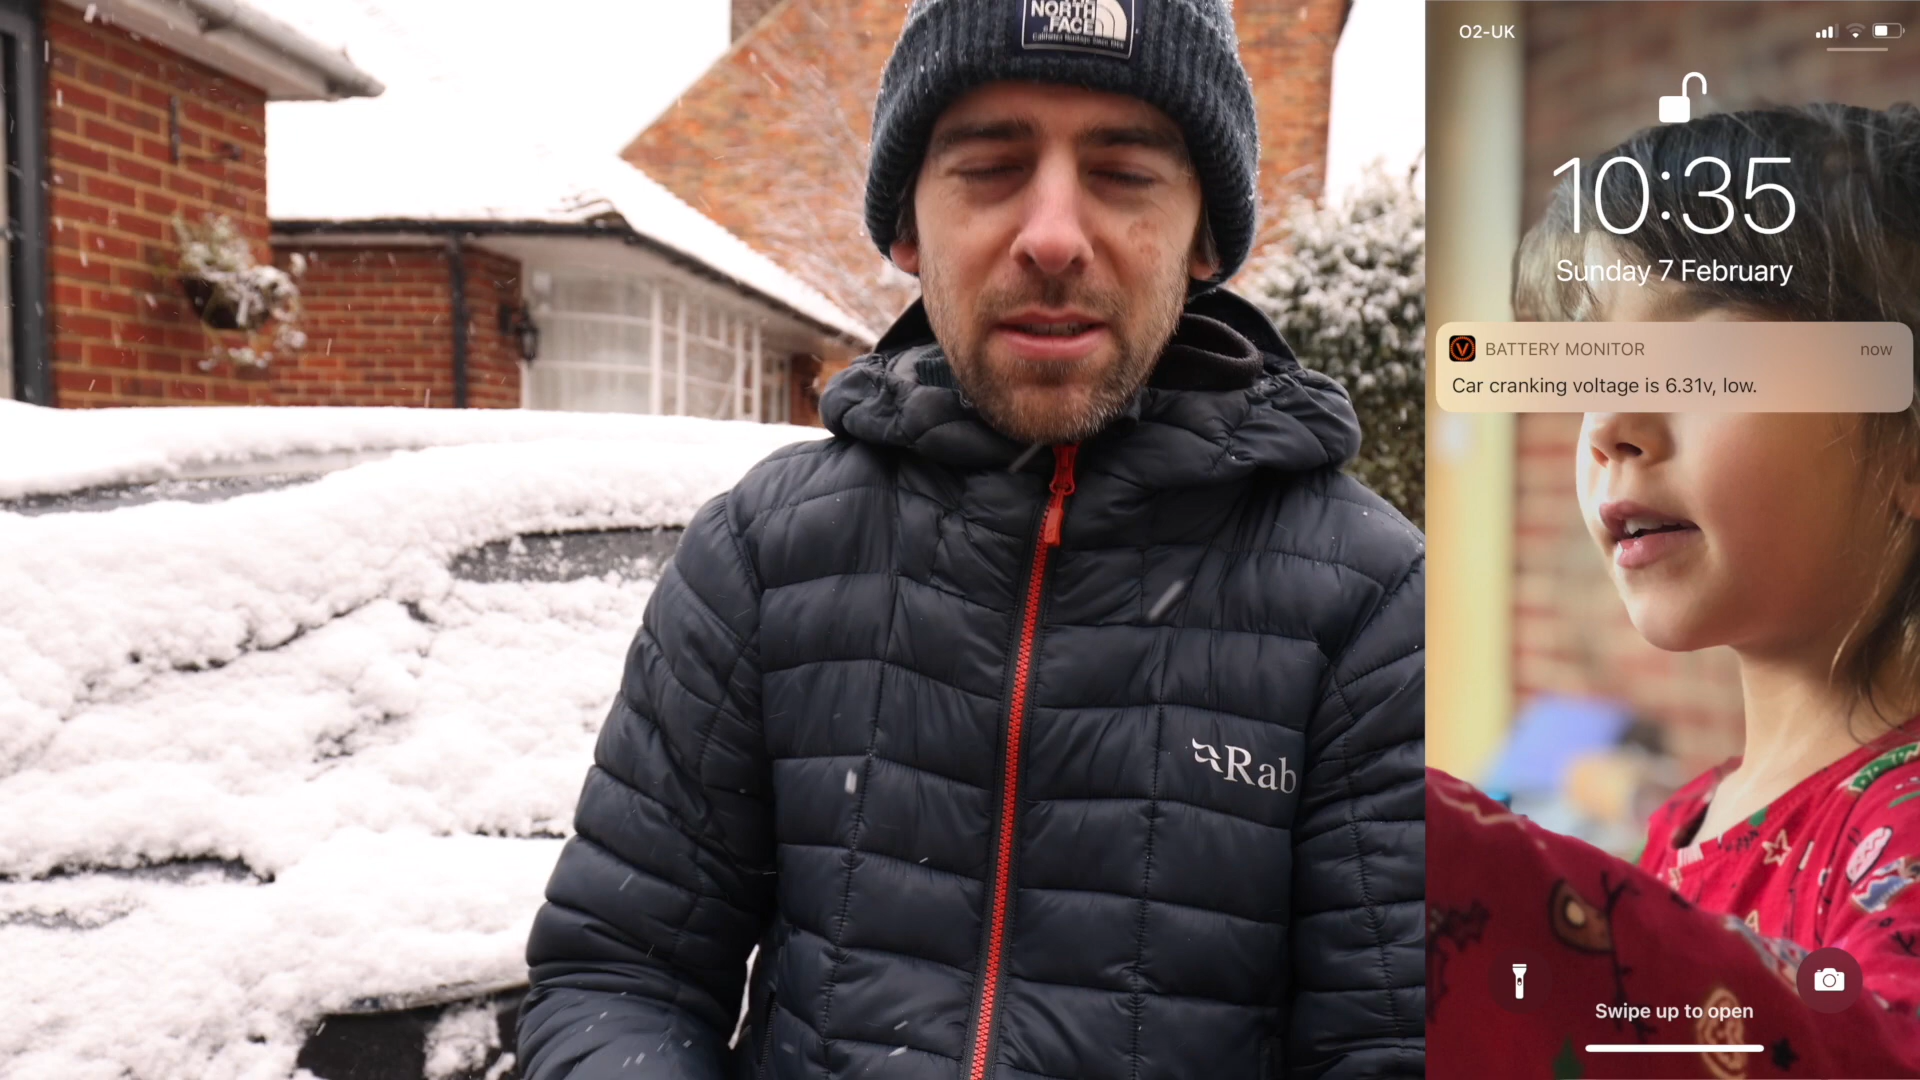 NORTH
FACE
Rab
O2-UK
10:35
Sunday 7 February
BATTERY MONITOR
now
Car cranking voltage is 6.31v, low.
Swipe up to open